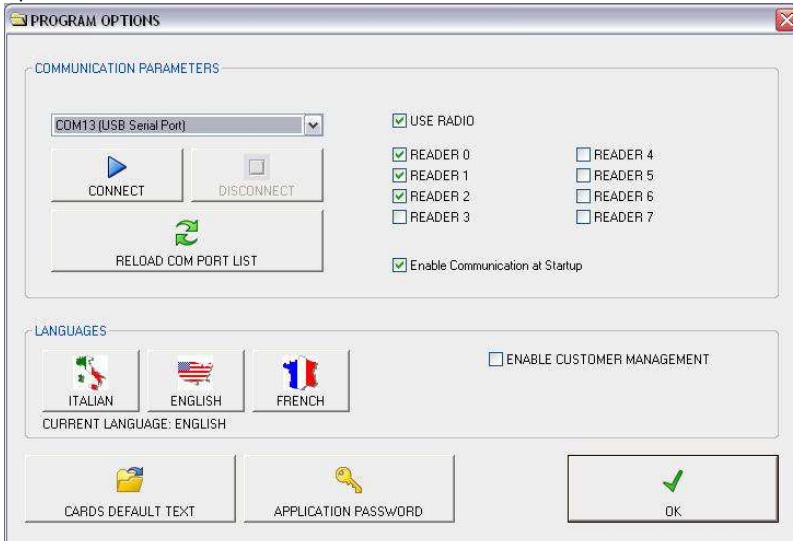 PROGRAM OPTIONS
COMMUNICATION PARAMETERS
COM13 (USB Serial Port)
USE RADIO
READER 0 READER 4
READER 1 READER 5
CONNECT DISCONNECT READER 2 READER 6
READER 3 READER 7
RELOAD COM PORT LIST
Enable Communication at Startup
LANGUAGES
ENABLE CUSTOMER MANAGEMENT
ITALIAN ENGLISH FRENCH
CURRENT LANGUAGE: ENGLISH
CARDS DEFAULT TEXT APPLICATION PASSWORD OK